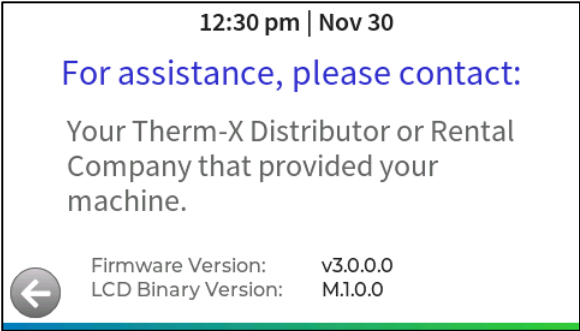 12:30 pm | Nov 30
For assistance, please contact:
Your Therm-X Distributor or Rental
Company that provided your
machine.
Firmware Version: v3.0.0.0
LCD Binary Version: M.1.0.0